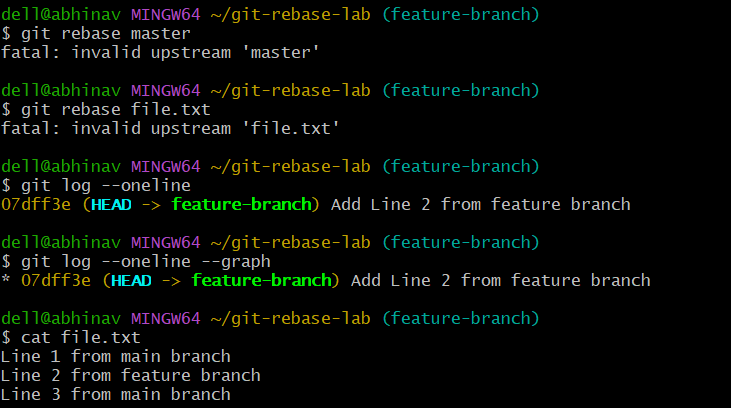 dell@abhinav MINGW64 ~/git-rebase-lab (feature-branch)
$ git rebase master
fatal: invalid upstream 'master'
dell@abhinav MINGW64 ~/git-rebase-lab (feature-branch)
$ git rebase file.txt
fatal: invalid upstream 'file.txt'
dell@abhinav MINGW64 ~/git-rebase-lab (feature-branch)
$ git log --oneline
07dff3e (HEAD -> feature-branch) Add Line 2 from feature branch
dell@abhinav MINGW64 ~/git-rebase-lab (feature-branch)
$ git log --oneline --graph
* 07dff3e (HEAD -> feature-branch) Add Line 2 from feature branch
dell@abhinav MINGW64 ~/git-rebase-lab (feature-branch)
$ cat file.txt
Line 1 from main branch
Line 2 from feature branch
Line 3 from main branch